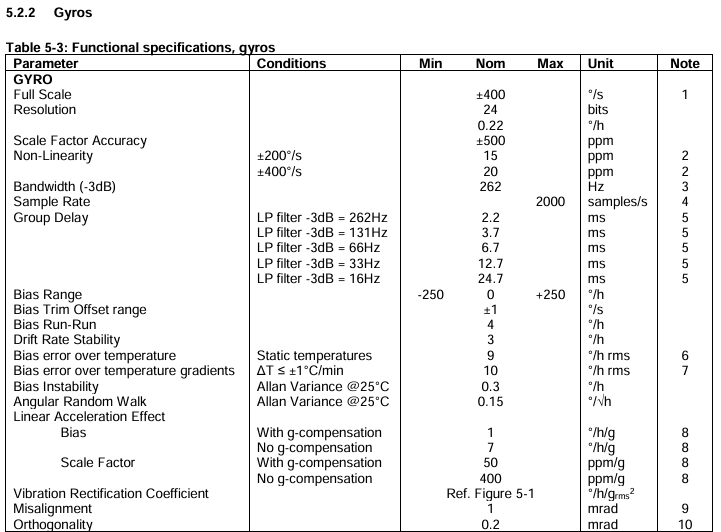 5.2.2 Gyros
Table 5-3: Functional specifications, gyros
Parameter Conditions Min Nom Max Unit Note
GYRO
Full Scale ±400 °/s 1
Resolution 24 bits
0.22 °/h
Scale Factor Accuracy ±500 ppm
Non-Linearity ±200°/s 15 ppm 2
±400°/s 20 ppm 2
Bandwidth (-3dB) 262 Hz 3
Sample Rate 2000 samples/s 4
Group Delay LP filter -3dB = 262Hz 2.2 ms 5
LP filter -3dB = 131Hz 3.7 ms 5
LP filter -3dB = 66Hz 6.7 ms 5
LP filter -3dB = 33Hz 12.7 ms 5
LP filter -3dB = 16Hz 24.7 ms 5
Bias Range -250 0 +250 °/h
Bias Trim Offset range ±1 °/s
Bias Run-Run 4 °/h
Drift Rate Stability 3 °/h
Bias error over temperature Static temperatures 9 °/h rms 6
Bias error over temperature gradients ΔT ≤ ±1°C/min 10 °/h rms 7
Bias Instability Allan Variance @25°C 0.3 °/h
Angular Random Walk Allan Variance @25°C 0.15 °/√h
Linear Acceleration Effect
Bias With g-compensation 1 °/h/g 8
No g-compensation 7 °/h/g 8
Scale Factor With g-compensation 50 ppm/g 8
No g-compensation 400 ppm/g 8
Vibration Rectification Coefficient Ref. Figure 5-1 °/h/grms²
Misalignment 1 mrad 9
Orthogonality 0.2 mrad 10